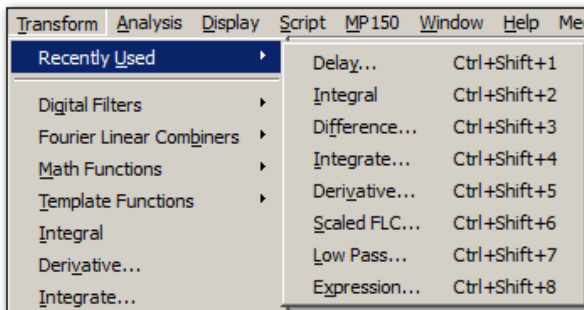 Transform Analysis Display Script MP150 Window Help Me
Recently Used
Digital Filters
Fourier Linear Combiners
Math Functions
Template Functions
Integral
Derivative...
Integrate...
Delay... Ctrl+Shift+1
Integral Ctrl+Shift+2
Difference... Ctrl+Shift+3
Integrate... Ctrl+Shift+4
Derivative... Ctrl+Shift+5
Scaled FLC... Ctrl+Shift+6
Low Pass... Ctrl+Shift+7
Expression... Ctrl+Shift+8